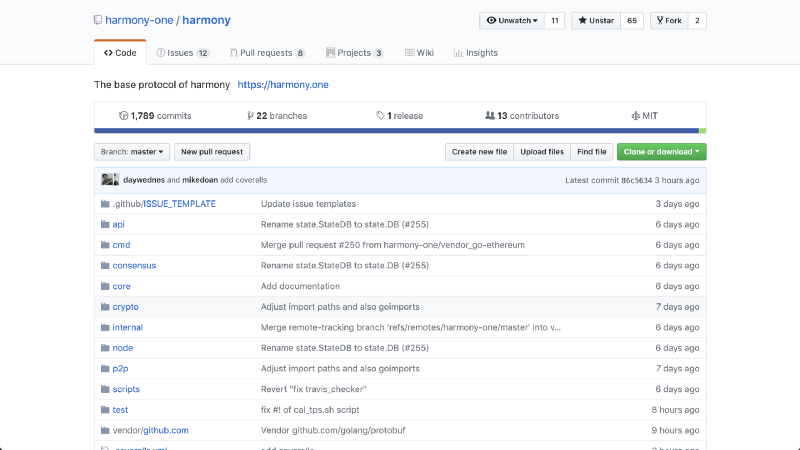 harmony-one / harmony
Unwatch 11 Unstar 65 Fork 2
Code Issues 12 Pull requests 8 Projects 3 Wiki Insights
The base protocol of harmony https://harmony.one
1,789 commits 22 branches 1 release 13 contributors MIT
Branch: master New pull request Create new file Upload files Find file Clone or download
daywednes and mikedoan add coveralls Latest commit 86c5634 3 hours ago
.github/ISSUE_TEMPLATE Update issue templates 3 days ago
api Rename state.StateDB to state.DB (#255) 6 days ago
cmd Merge pull request #250 from harmony-one/vendor_go-ethereum 6 days ago
consensus Rename state.StateDB to state.DB (#255) 6 days ago
core Add documentation 6 days ago
crypto Adjust import paths and also goimports 7 days ago
internal Merge remote-tracking branch 'refs/remotes/harmony-one/master' into v... 6 days ago
node Rename state.StateDB to state.DB (#255) 6 days ago
p2p Adjust import paths and also goimports 7 days ago
scripts Revert "fix travis_checker" 6 days ago
test fix #! of cal_tps.sh script 8 hours ago
vendor/github.com Vendor github.com/golang/protobuf 9 hours ago